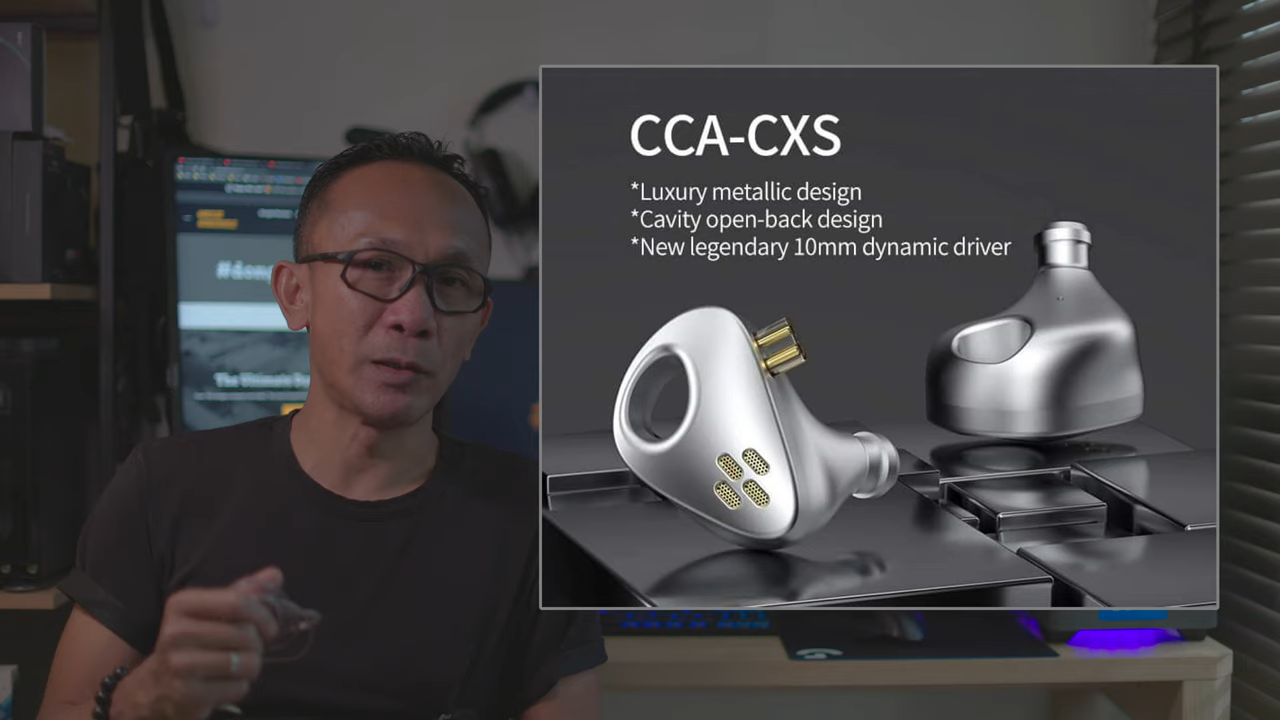 CCA-CXS
*Luxury metallic design
*Cavity open-back design
*New legendary 10mm dynamic driver